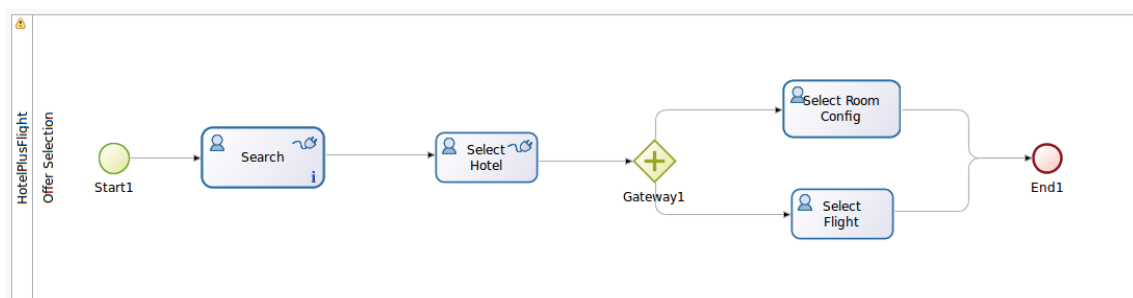 HotelPlusFlight
Offer Selection
Start1
Search
i
Select
Hotel
Gateway1
Select Room
Config
Select
Flight
End1